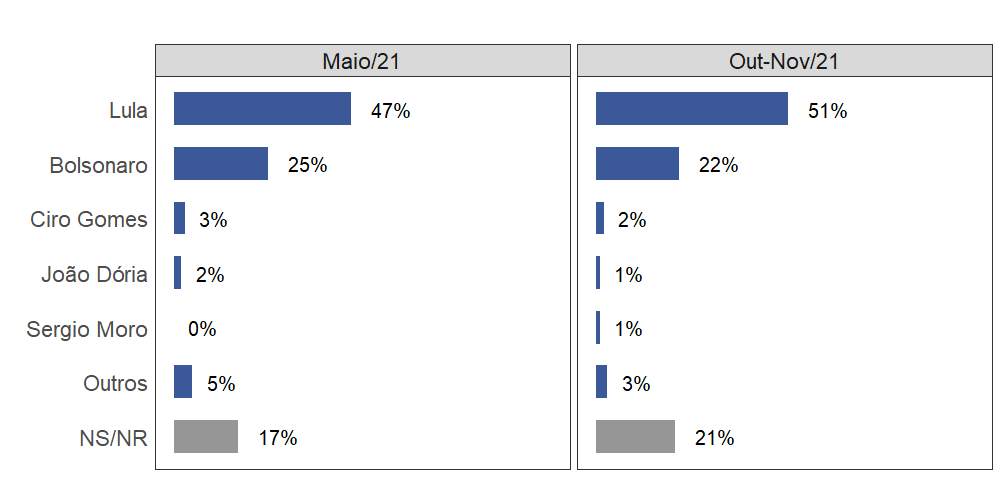 Maio/21 Out-Nov/21
Lula 47% 51%
Bolsonaro 25% 22%
Ciro Gomes 3% 2%
João Dória 2% 1%
Sergio Moro 0% 1%
Outros 5% 3%
NS/NR 17% 21%